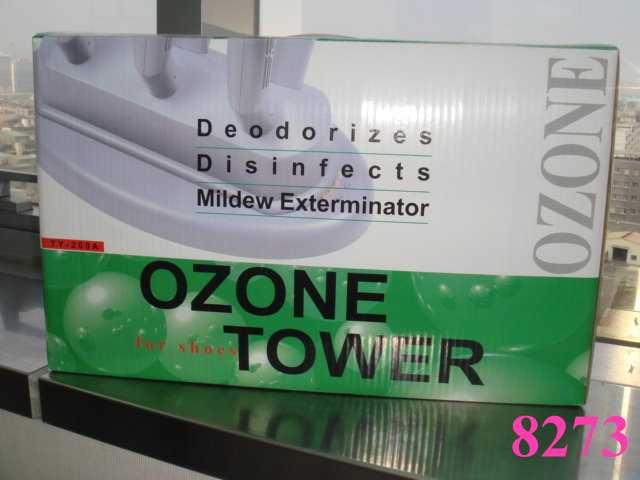 Deodorizes
Disinfects
Mildew Exterminator
OZONE
TY-200A
OZONE
for shoes TOWER
8273